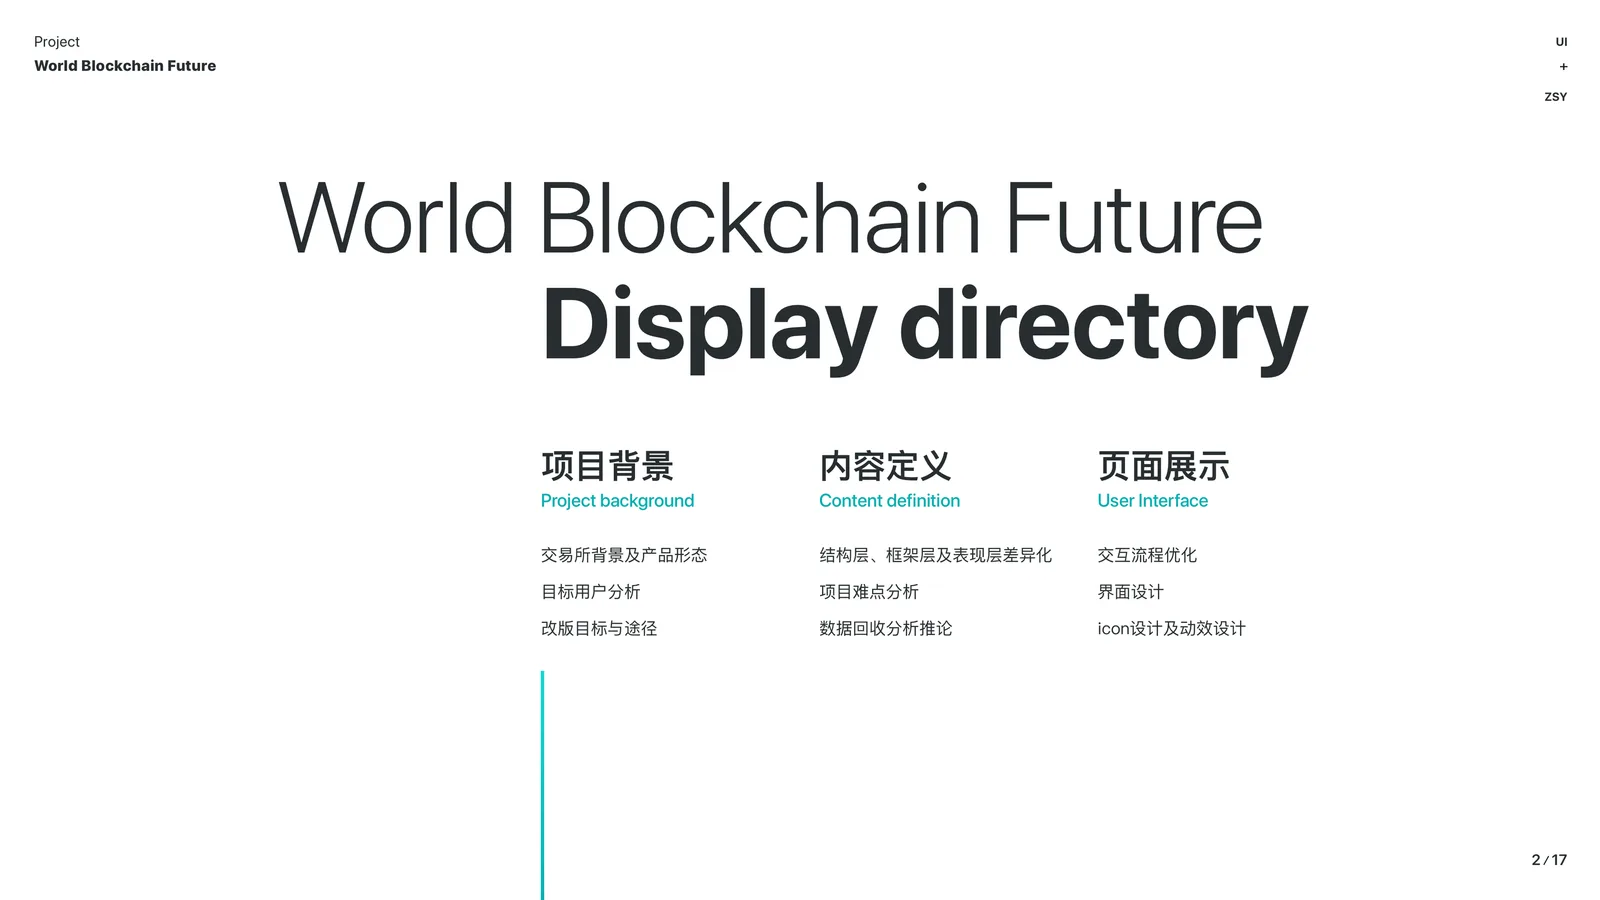 Project
World Blockchain Future
UI
+
ZSY
World Blockchain Future
Display directory
项目背景
Project background
交易所背景及产品形态
目标用户分析
改版目标与途径
内容定义
Content definition
结构层、框架层及表现层差异化
项目难点分析
数据回收分析推论
页面展示
User Interface
交互流程优化
界面设计
icon设计及动效设计
2 / 17